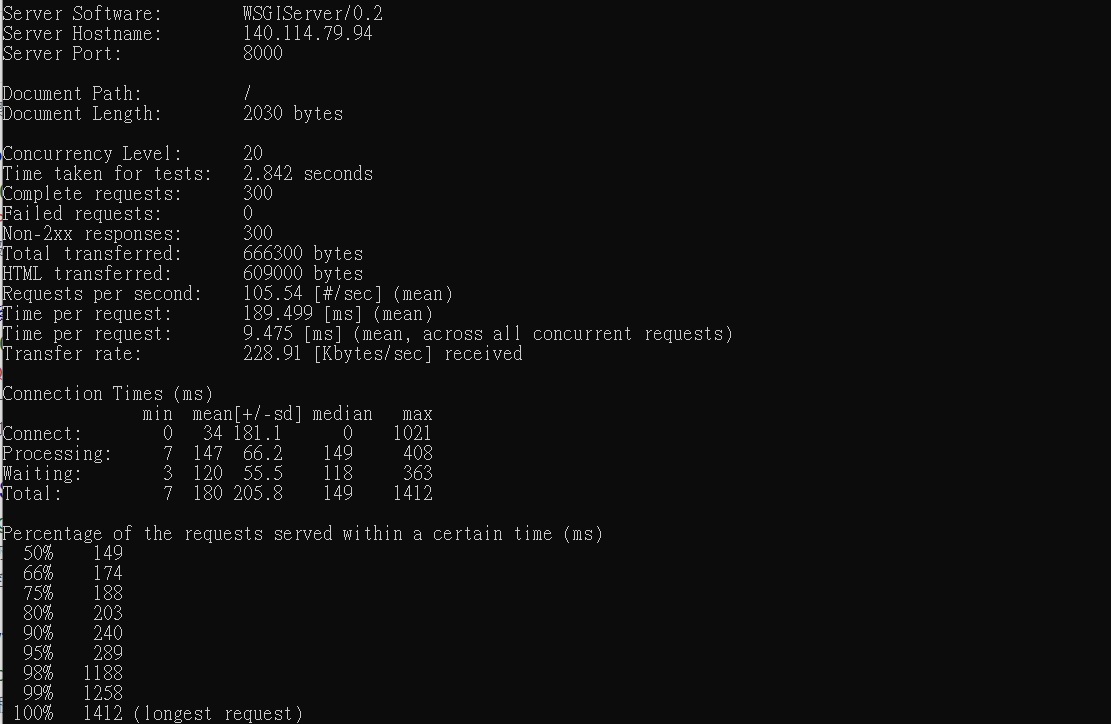 Server Software:        WSGIServer/0.2
Server Hostname:        140.114.79.94
Server Port:            8000

Document Path:          /
Document Length:        2030 bytes

Concurrency Level:      20
Time taken for tests:   2.842 seconds
Complete requests:      300
Failed requests:        0
Non-2xx responses:      300
Total transferred:      666300 bytes
HTML transferred:       609000 bytes
Requests per second:    105.54 [#/sec] (mean)
Time per request:       189.499 [ms] (mean)
Time per request:       9.475 [ms] (mean, across all concurrent requests)
Transfer rate:          228.91 [Kbytes/sec] received

Connection Times (ms)
              min  mean[+/-sd] median   max
Connect:        0   34 181.1      0    1021
Processing:     7  147  66.2    149     408
Waiting:        3  120  55.5    118     363
Total:          7  180 205.8    149    1412

Percentage of the requests served within a certain time (ms)
  50%    149
  66%    174
  75%    188
  80%    203
  90%    240
  95%    289
  98%   1188
  99%   1258
 100%   1412 (longest request)